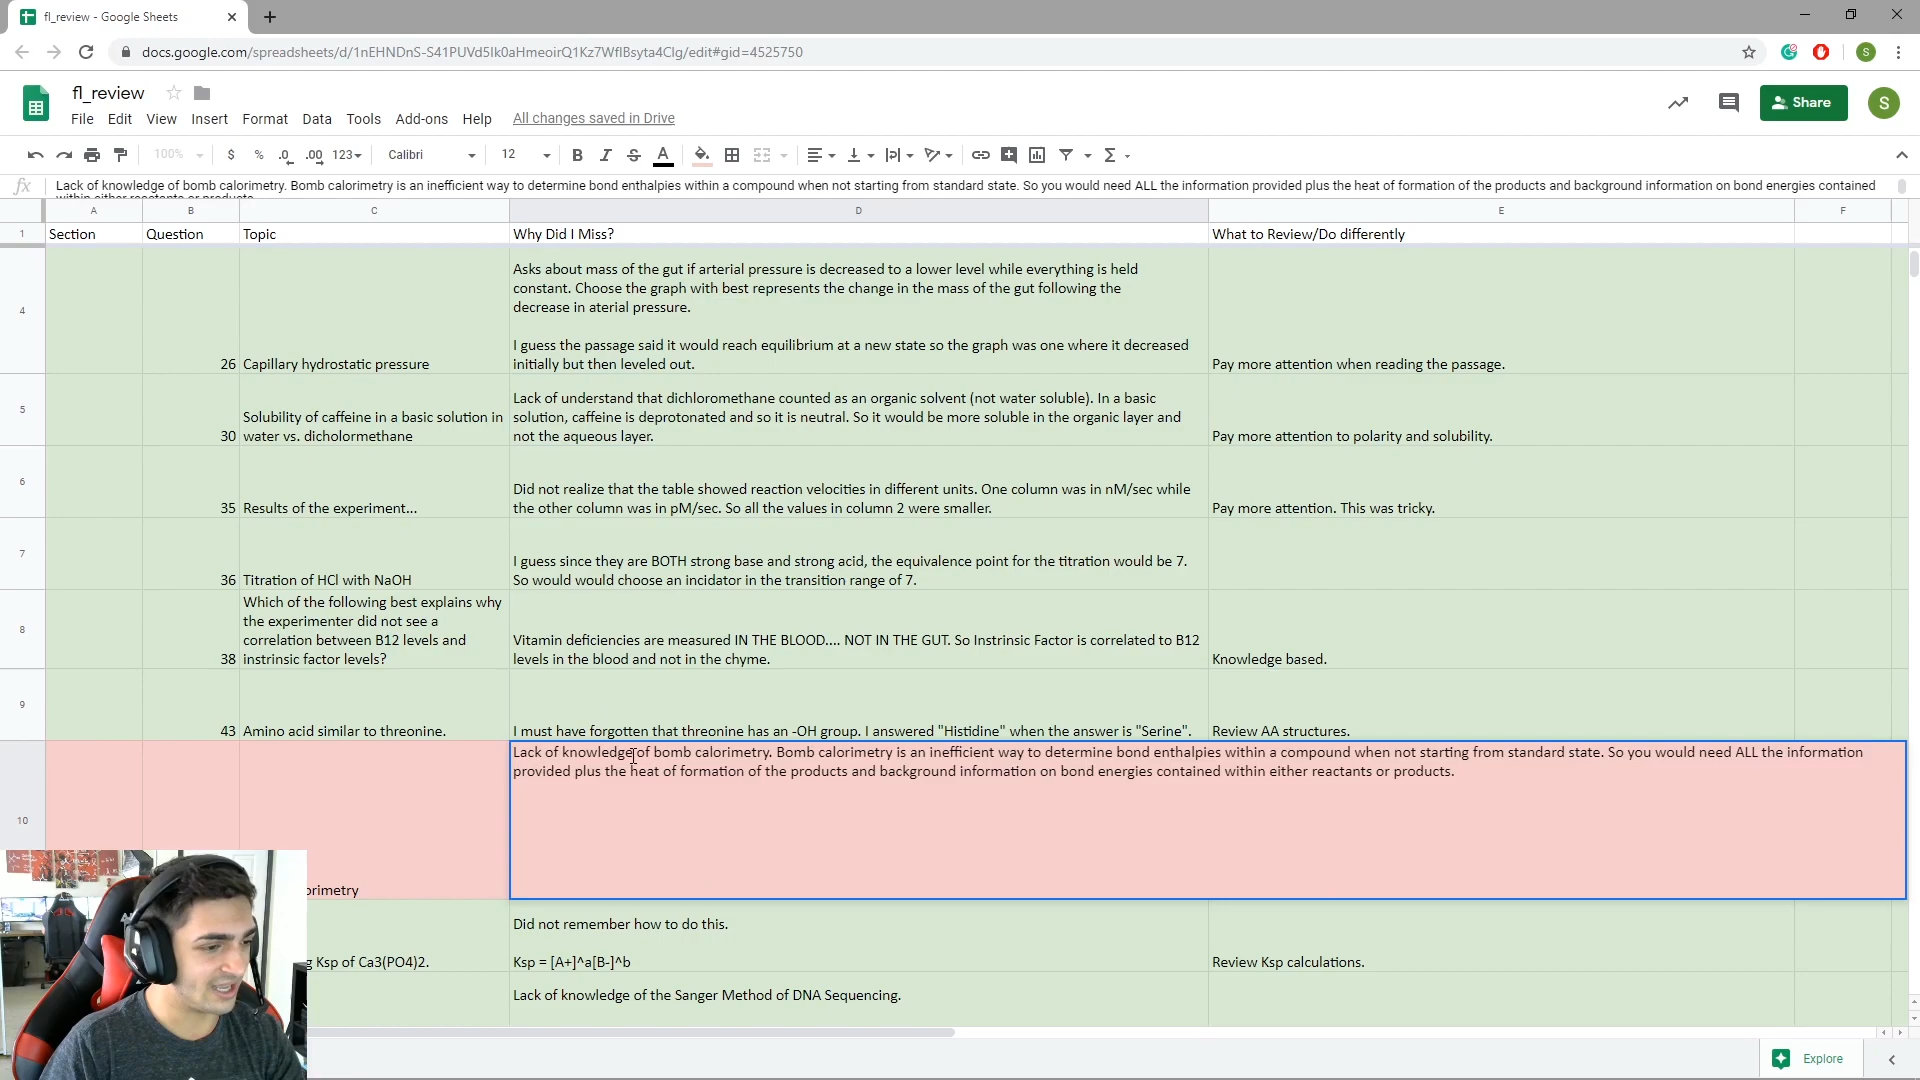 fl_review - Google Sheets
docs.google.com/spreadsheets/d/1nEHNDnS-S41PUVd5Ik0aHmeoirQ1Kz7WfIBsyta4CIg/edit#gid=4525750
S
fl_review
Share
S
File Edit View Insert Format Data Tools Add-ons Help All changes saved in Drive
100% $ % .0 .00 123 Calibri 12 B I S A
fx Lack of knowledge of bomb calorimetry. Bomb calorimetry is an inefficient way to determine bond enthalpies within a compound when not starting from standard state. So you would need ALL the information provided plus the heat of formation of the products and background information on bond energies contained
within either reactants or products.
A B C D E F
1 Section Question Topic Why Did I Miss? What to Review/Do differently
Asks about mass of the gut if arterial pressure is decreased to a lower level while everything is held
constant. Choose the graph with best represents the change in the mass of the gut following the
decrease in aterial pressure.
4
I guess the passage said it would reach equilibrium at a new state so the graph was one where it decreased
26 Capillary hydrostatic pressure initially but then leveled out. Pay more attention when reading the passage.
Lack of understand that dichloromethane counted as an organic solvent (not water soluble). In a basic
5 Solubility of caffeine in a basic solution in solution, caffeine is deprotonated and so it is neutral. So it would be more soluble in the organic layer and
30 water vs. dicholormethane not the aqueous layer. Pay more attention to polarity and solubility.
6 Did not realize that the table showed reaction velocities in different units. One column was in nM/sec while
35 Results of the experiment... the other column was in pM/sec. So all the values in column 2 were smaller. Pay more attention. This was tricky.
7 I guess since they are BOTH strong base and strong acid, the equivalence point for the titration would be 7.
36 Titration of HCl with NaOH So would would choose an incidator in the transition range of 7.
Which of the following best explains why
the experimenter did not see a
8 correlation between B12 levels and Vitamin deficiencies are measured IN THE BLOOD.... NOT IN THE GUT. So Instrinsic Factor is correlated to B12
38 instrinsic factor levels? levels in the blood and not in the chyme. Knowledge based.
9
43 Amino acid similar to threonine. I must have forgotten that threonine has an -OH group. I answered "Histidine" when the answer is "Serine". Review AA structures.
Lack of knowledge of bomb calorimetry. Bomb calorimetry is an inefficient way to determine bond enthalpies within a compound when not starting from standard state. So you would need ALL the information
provided plus the heat of formation of the products and background information on bond energies contained within either reactants or products.
10
orimetry
Did not remember how to do this.
g Ksp of Ca3(PO4)2. Ksp = [A+]^a[B-]^b Review Ksp calculations.
Lack of knowledge of the Sanger Method of DNA Sequencing.
Explore